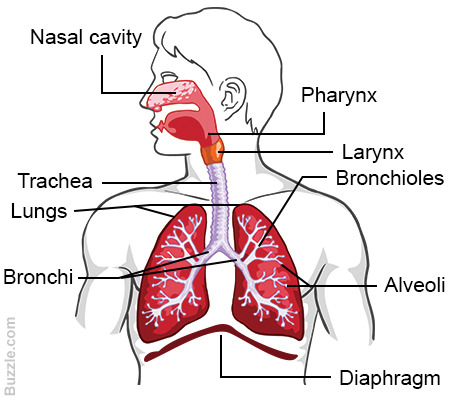 Nasal cavity
Pharynx
Larynx
Trachea
Bronchioles
Lungs
Bronchi
Alveoli
Diaphragm
Buzzle.com